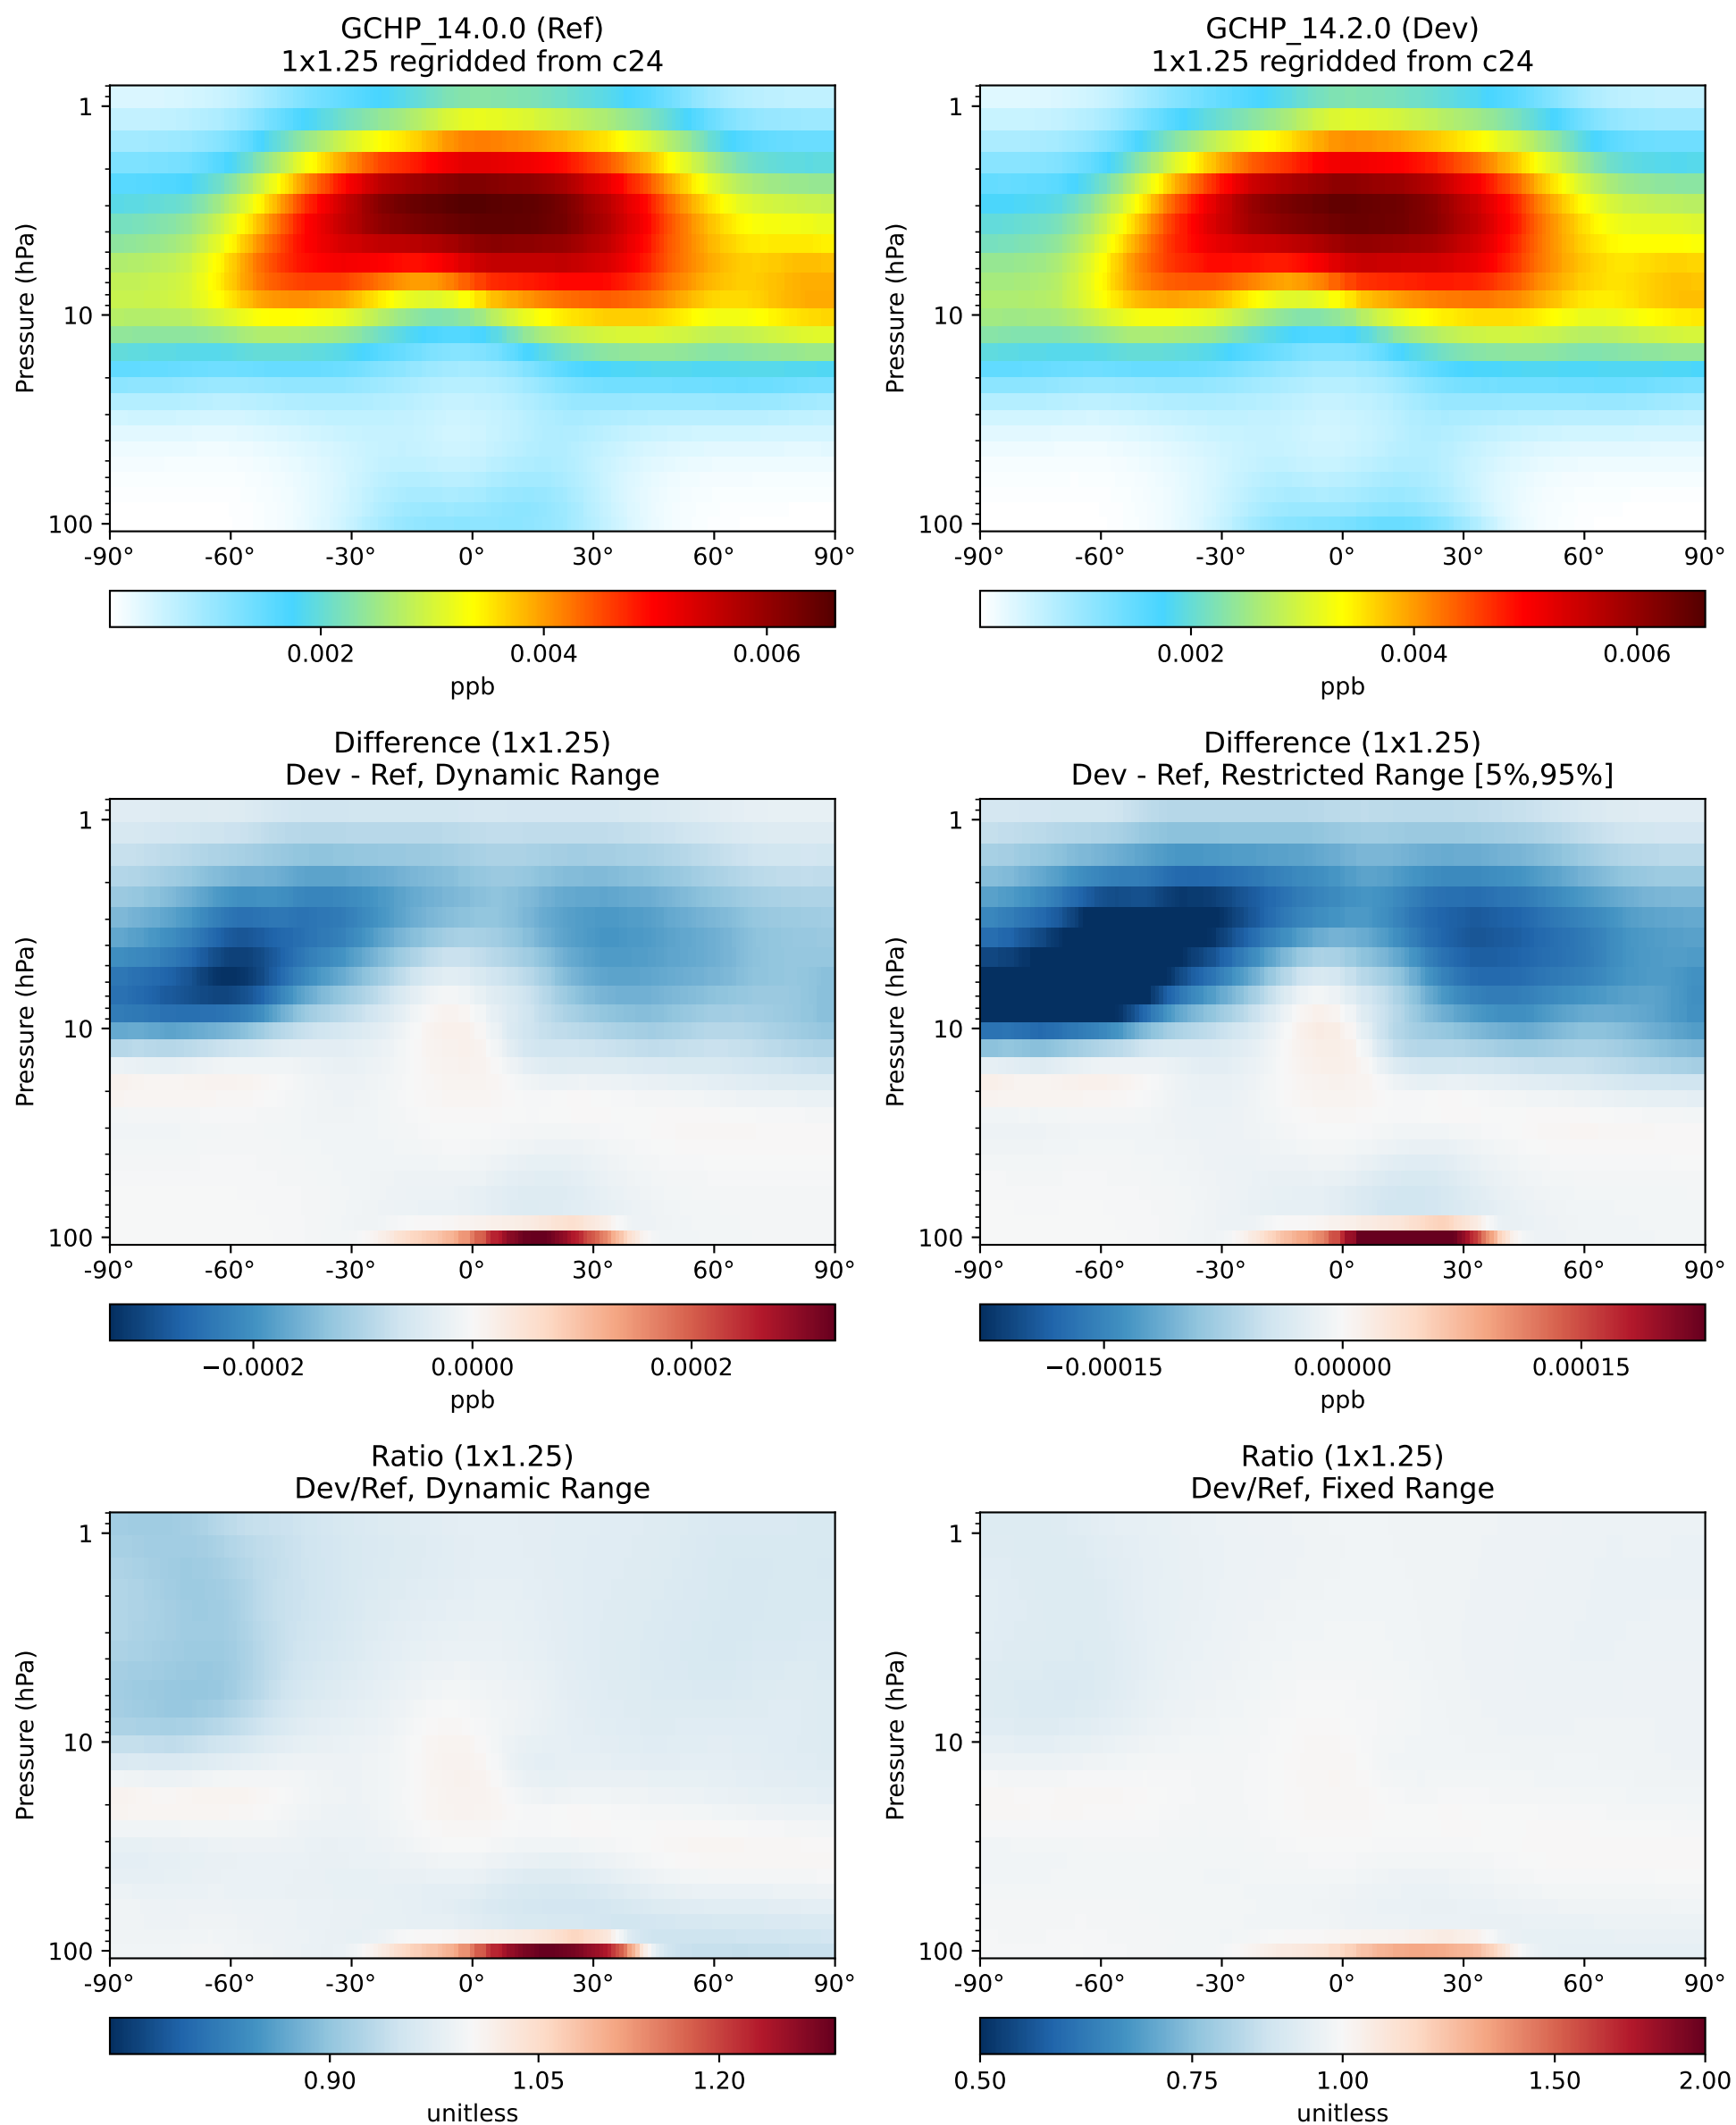 GCHP_14.0.0 (Ref)
1x1.25 regridded from c24
Pressure (hPa)
1
10
100
-90° -60° -30° 0° 30° 60° 90°
0.002 0.004 0.006
ppb
GCHP_14.2.0 (Dev)
1x1.25 regridded from c24
Pressure (hPa)
1
10
100
-90° -60° -30° 0° 30° 60° 90°
0.002 0.004 0.006
ppb
Difference (1x1.25)
Dev - Ref, Dynamic Range
Pressure (hPa)
1
10
100
-90° -60° -30° 0° 30° 60° 90°
−0.0002 0.0000 0.0002
ppb
Difference (1x1.25)
Dev - Ref, Restricted Range [5%,95%]
Pressure (hPa)
1
10
100
-90° -60° -30° 0° 30° 60° 90°
−0.00015 0.00000 0.00015
ppb
Ratio (1x1.25)
Dev/Ref, Dynamic Range
Pressure (hPa)
1
10
100
-90° -60° -30° 0° 30° 60° 90°
0.90 1.05 1.20
unitless
Ratio (1x1.25)
Dev/Ref, Fixed Range
Pressure (hPa)
1
10
100
-90° -60° -30° 0° 30° 60° 90°
0.50 0.75 1.00 1.50 2.00
unitless